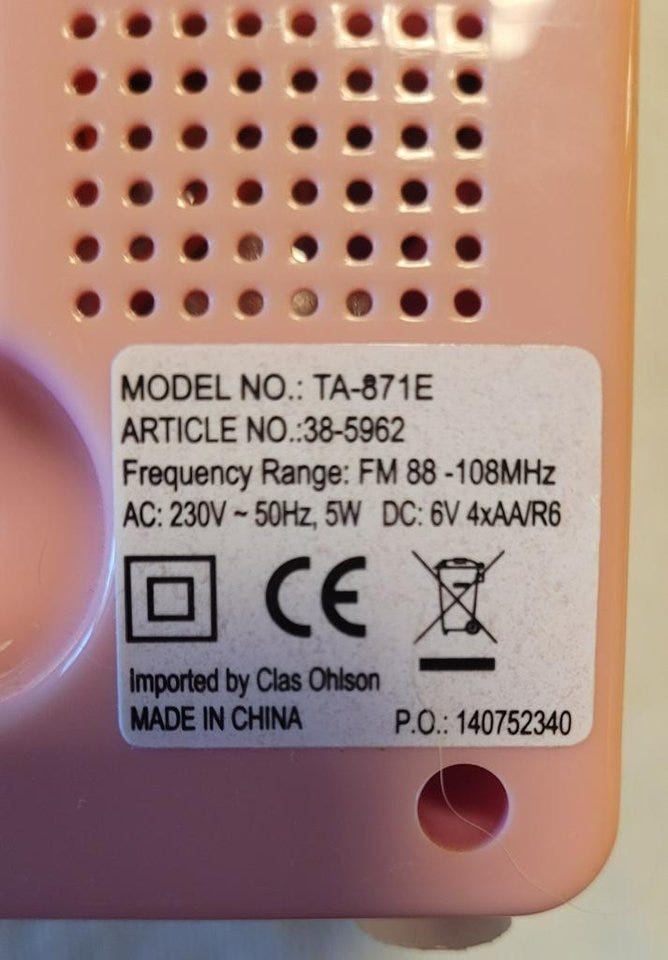 MODEL NO.: TA-871E
ARTICLE NO.:38-5962
Frequency Range: FM 88 -108MHz
AC: 230V ~ 50Hz, 5W DC: 6V 4xAA/R6
CE
Imported by Clas Ohlson
MADE IN CHINA P.O.: 140752340